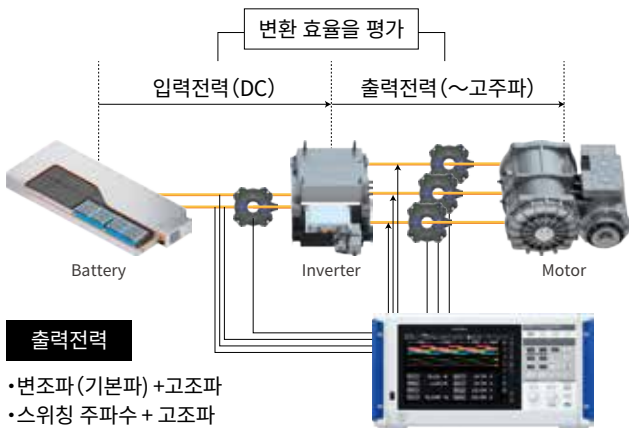 변환 효율을 평가
입력전력(DC)
출력전력(~고주파)
Battery
Inverter
Motor
출력전력
•변조파(기본파) +고조파
•스위칭 주파수 + 고조파